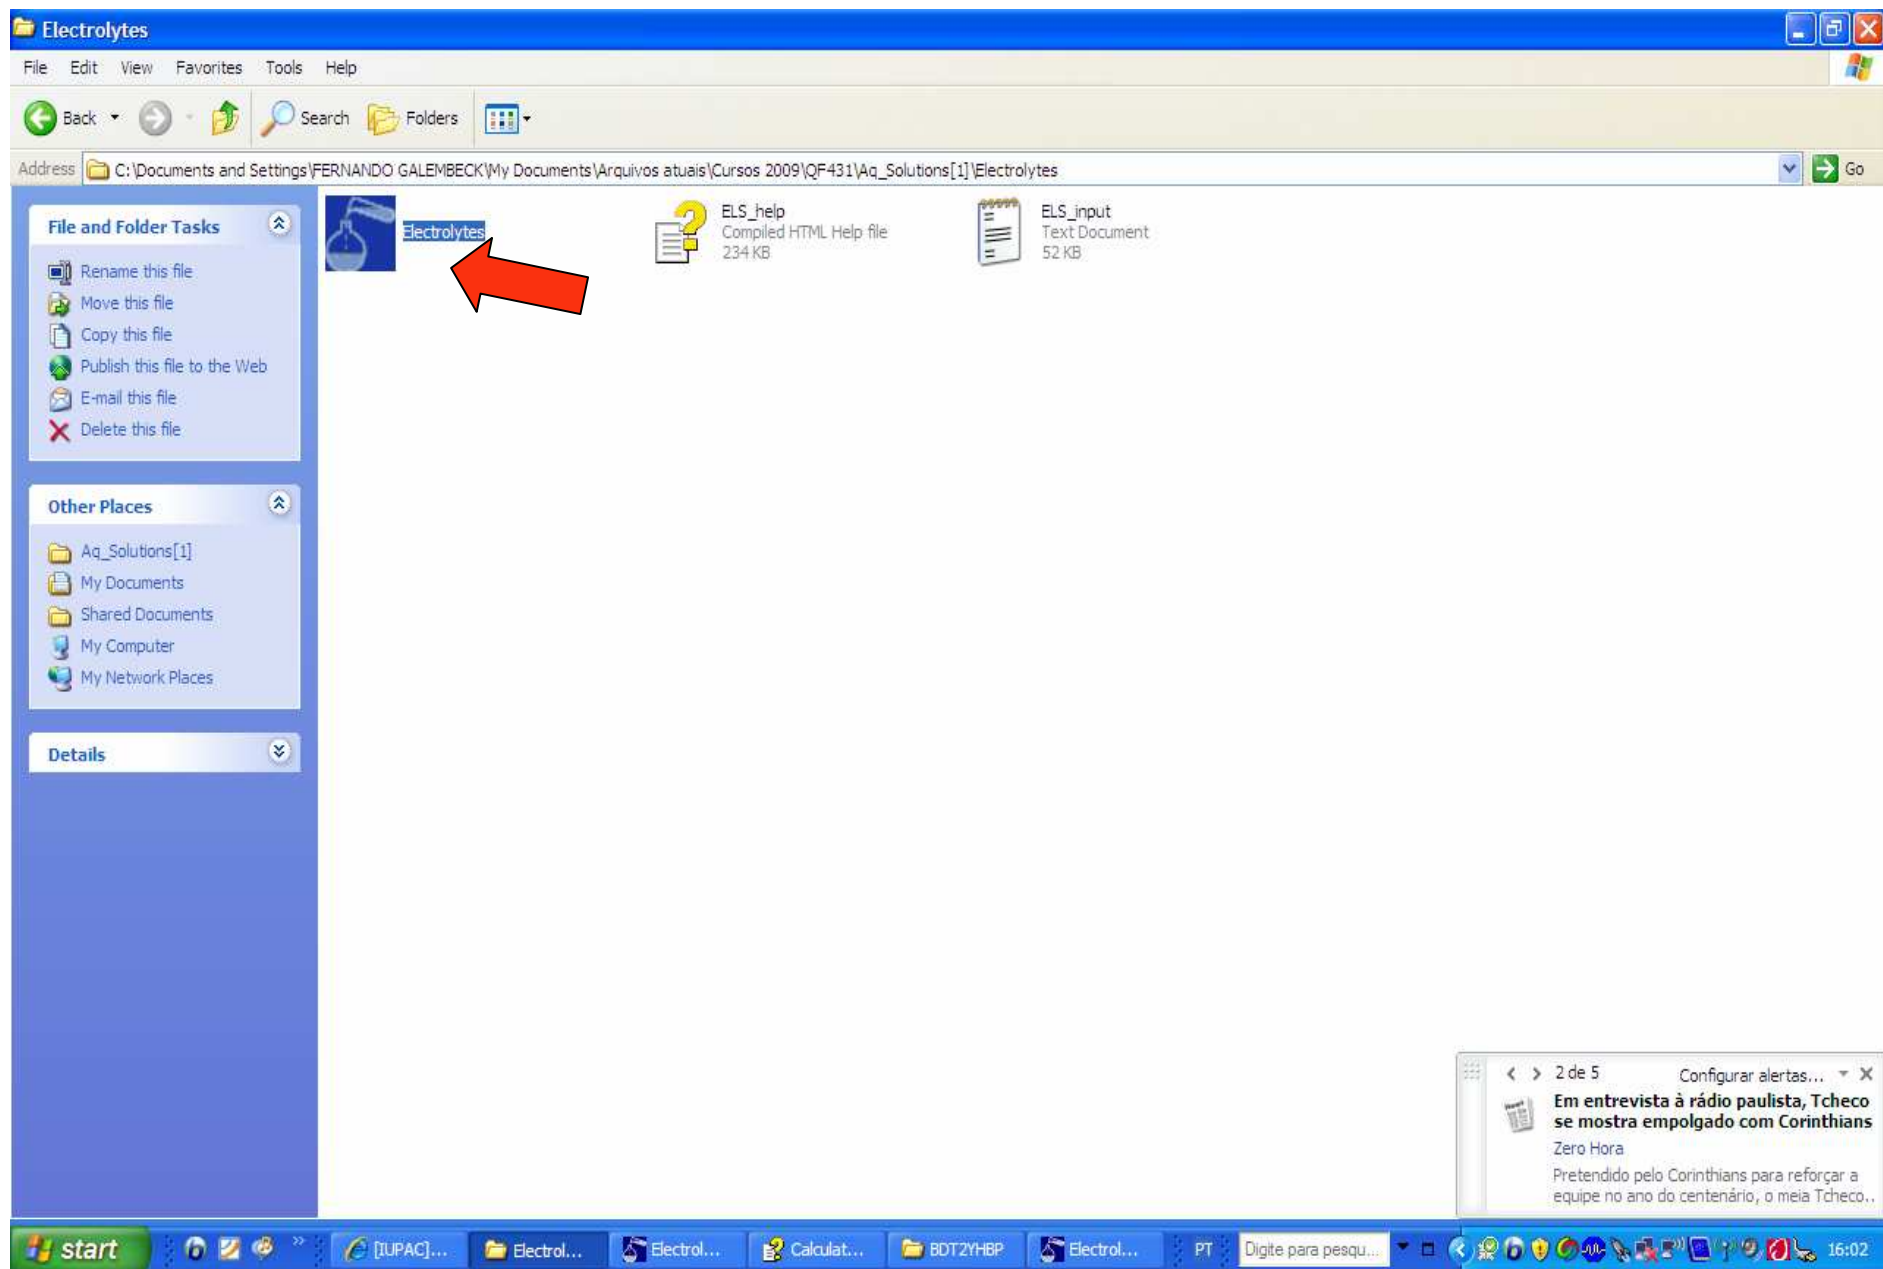 Electrolytes
File Edit View Favorites Tools Help
Back Search Folders
Address C:\Documents and Settings\FERNANDO GALEMBECK\My Documents\Arquivos atuais\Cursos 2009\QF431\Aq_Solutions[1]\Electrolytes Go
File and Folder Tasks
Rename this file
Move this file
Copy this file
Publish this file to the Web
E-mail this file
Delete this file
Other Places
Aq_Solutions[1]
My Documents
Shared Documents
My Computer
My Network Places
Details
Electrolytes
ELS_help
Compiled HTML Help file
234 KB
ELS_input
Text Document
52 KB
2 de 5 Configurar alertas...
Em entrevista à rádio paulista, Tcheco
se mostra empolgado com Corinthians
Zero Hora
Pretendido pelo Corinthians para reforçar a
equipe no ano do centenário, o meia Tcheco..
start [IUPAC]... Electrol... Electrol... Calculat... BDT2YHBP Electrol... PT Digite para pesqu... 16:02